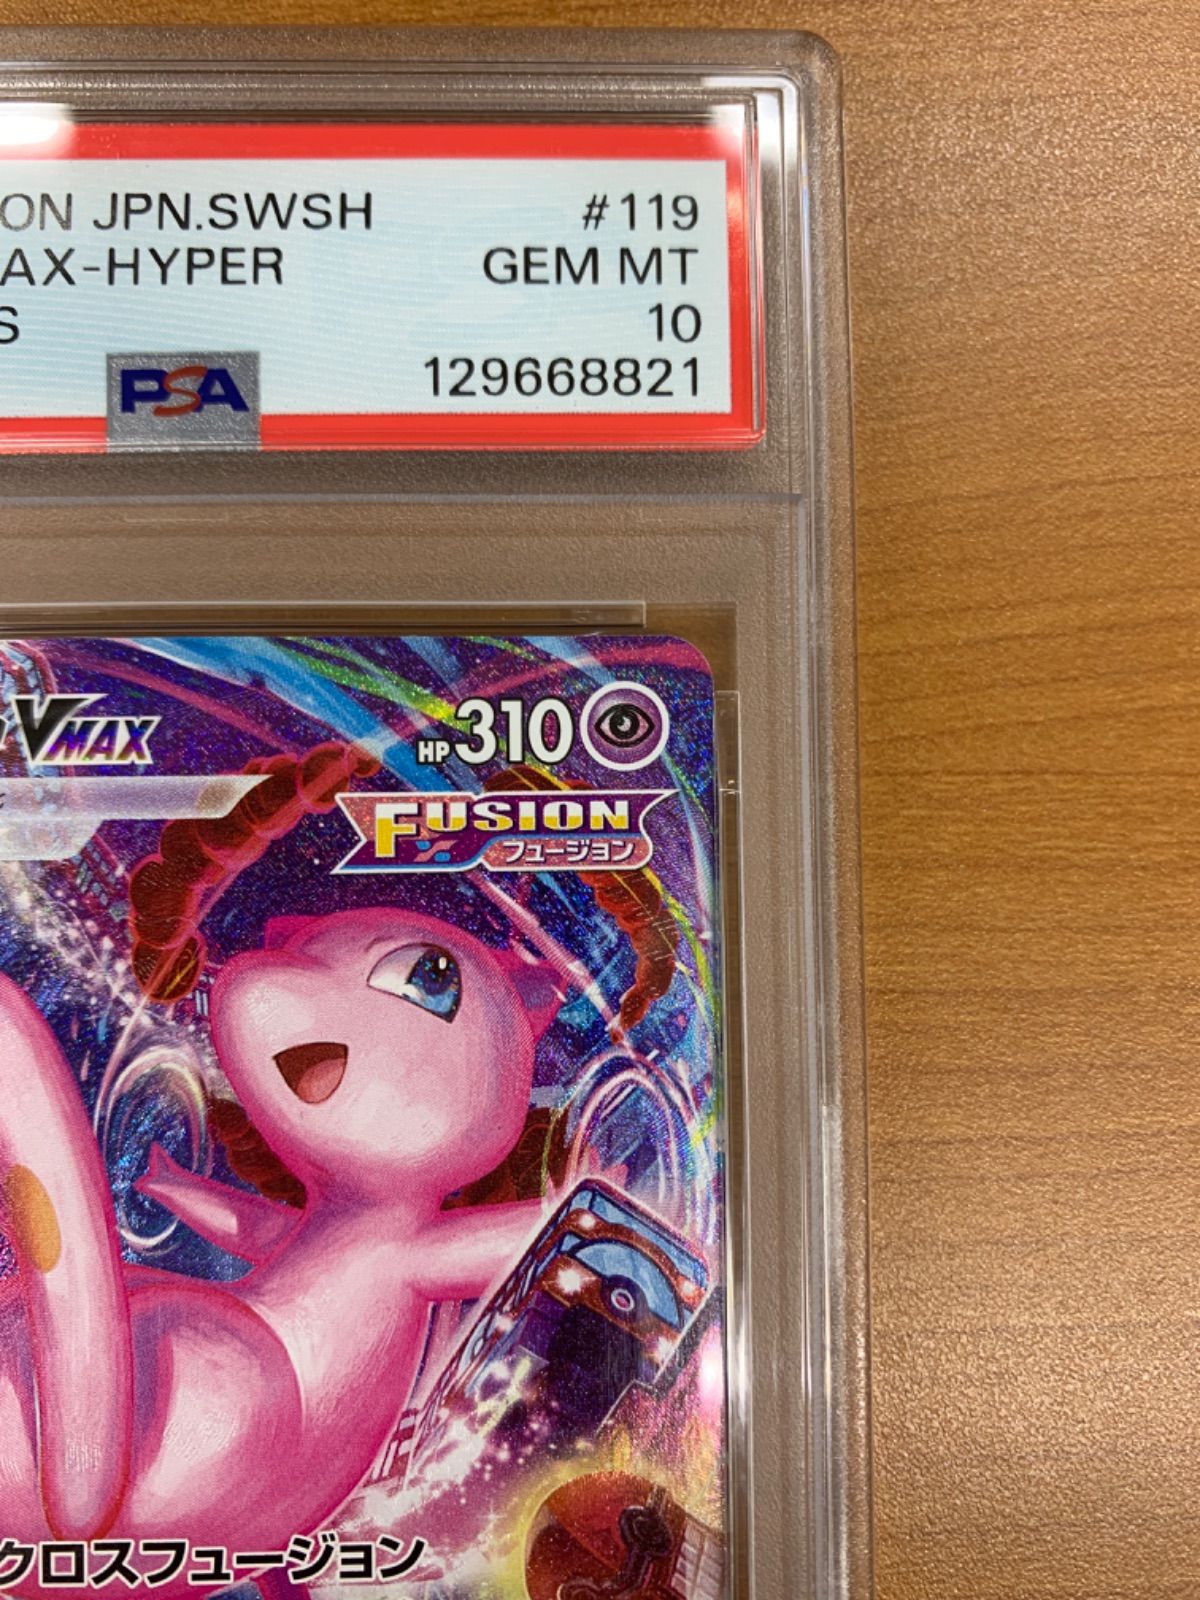 ON JPN.SWSH #119
AX-HYPER GEM MT
S 10
PSA 129668821
VMAX HP310
FUSION
フュージョン
クロスフュージョン